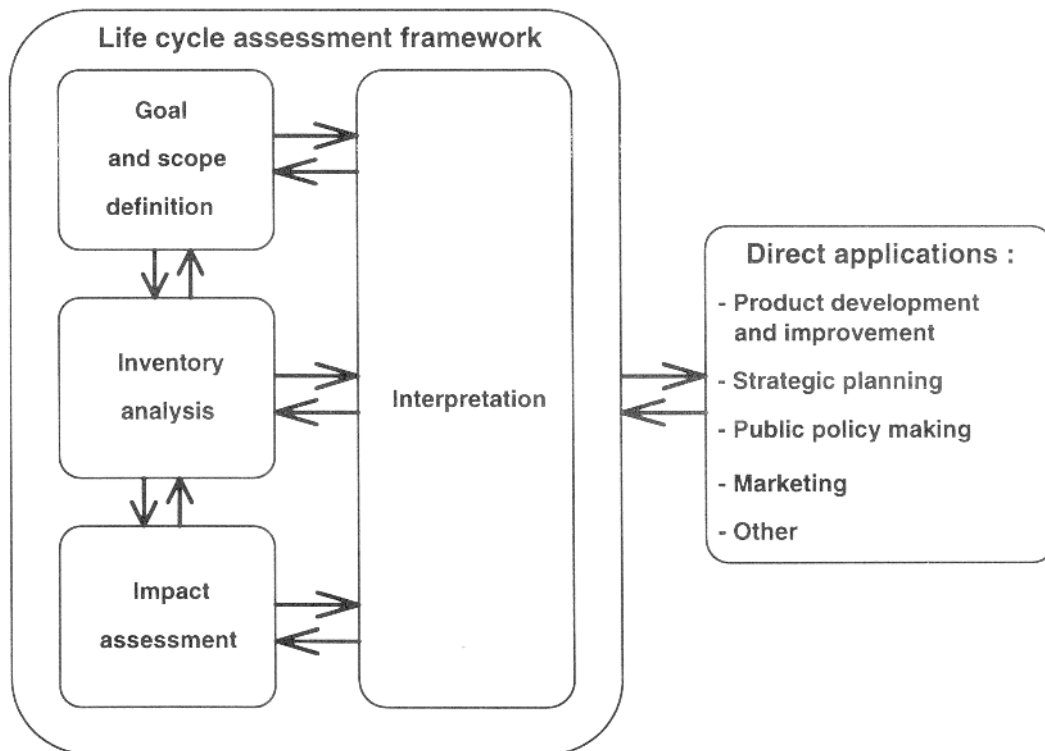 Life cycle assessment framework
Goal
and scope
definition
Inventory
analysis
Impact
assessment
Interpretation
Direct applications :
- Product development
and improvement
- Strategic planning
- Public policy making
- Marketing
- Other